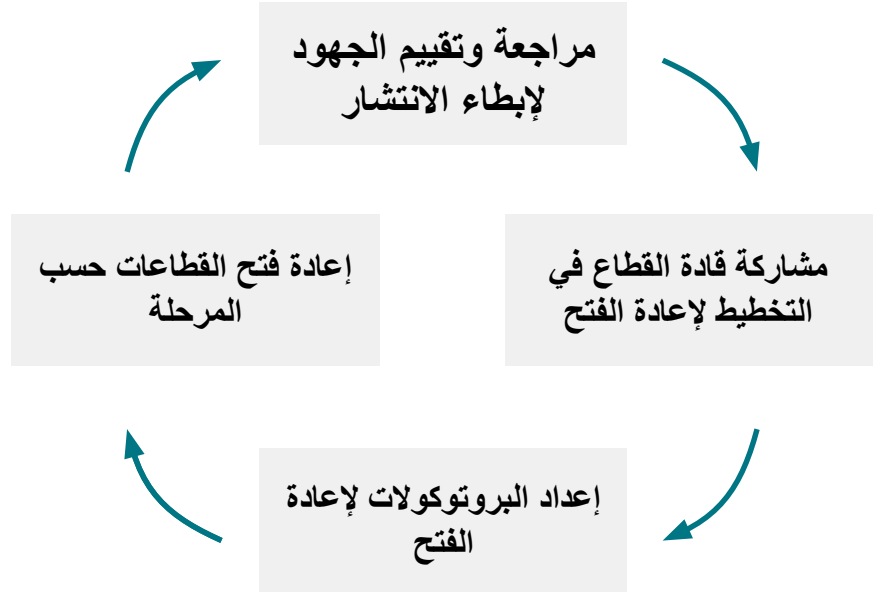 مراجعة وتقييم الجهود
لإبطاء الانتشار
مشاركة قادة القطاع في
التخطيط لإعادة الفتح
إعداد البروتوكولات لإعادة
الفتح
إعادة فتح القطاعات حسب
المرحلة